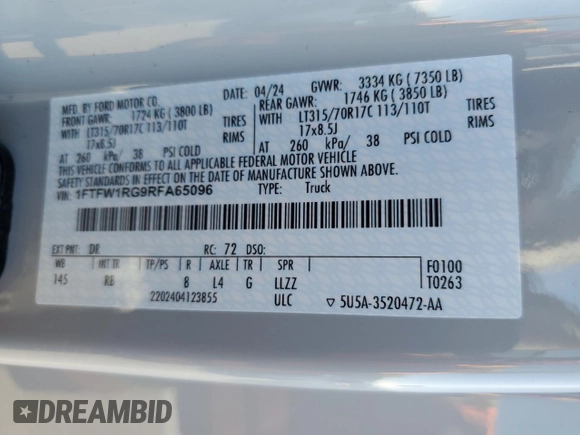 MFD. BY FORD MOTOR CO.
DATE: 04/24 GVWR: 3334 KG ( 7350 LB)
FRONT GAWR: 1724 KG ( 3800 LB) REAR GAWR: 1746 KG ( 3850 LB)
WITH LT315/70R17C 113/110T TIRES WITH LT315/70R17C 113/110T TIRES
17x8.5J RIMS 17x8.5J RIMS
AT 260 kPa/ 38 PSI COLD AT 260 kPa/ 38 PSI COLD
THIS VEHICLE CONFORMS TO ALL APPLICABLE FEDERAL MOTOR VEHICLE
SAFETY STANDARDS IN EFFECT ON THE DATE OF MANUFACTURE SHOWN ABOVE.
VIN: 1FTFW1RG9RFA65096 TYPE: Truck
EXT PNT: DR RC: 72 DSO:
WB INT TR TP/PS R AXLE TR SPR F0100
145 RB 8 L4 G LLZZ T0263
2202404123855 ULC ▽ 5U5A-3520472-AA
DREAMBID